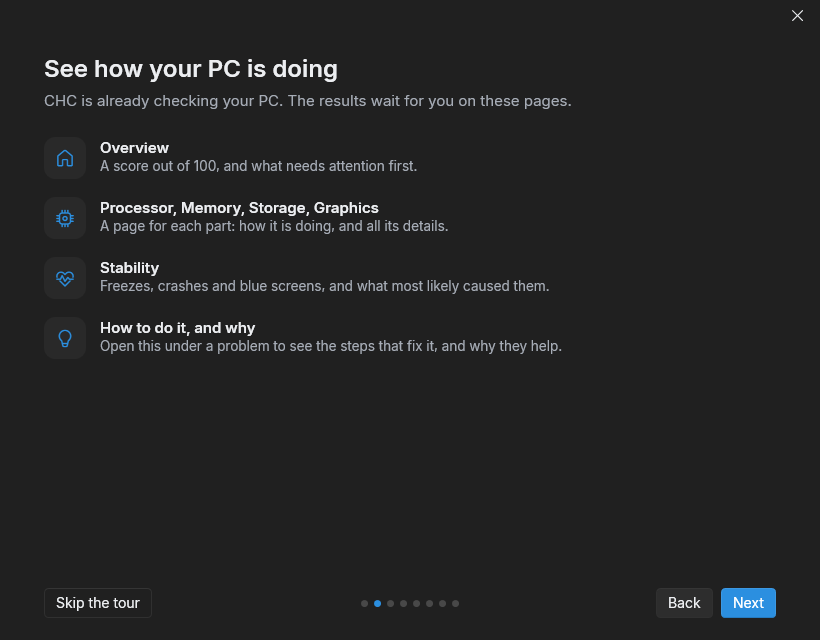 See how your PC is doing
CHC is already checking your PC. The results wait for you on these pages.
Overview
A score out of 100, and what needs attention first.
Processor, Memory, Storage, Graphics
A page for each part: how it is doing, and all its details.
Stability
Freezes, crashes and blue screens, and what most likely caused them.
How to do it, and why
Open this under a problem to see the steps that fix it, and why they help.
Skip the tour
Back
Next